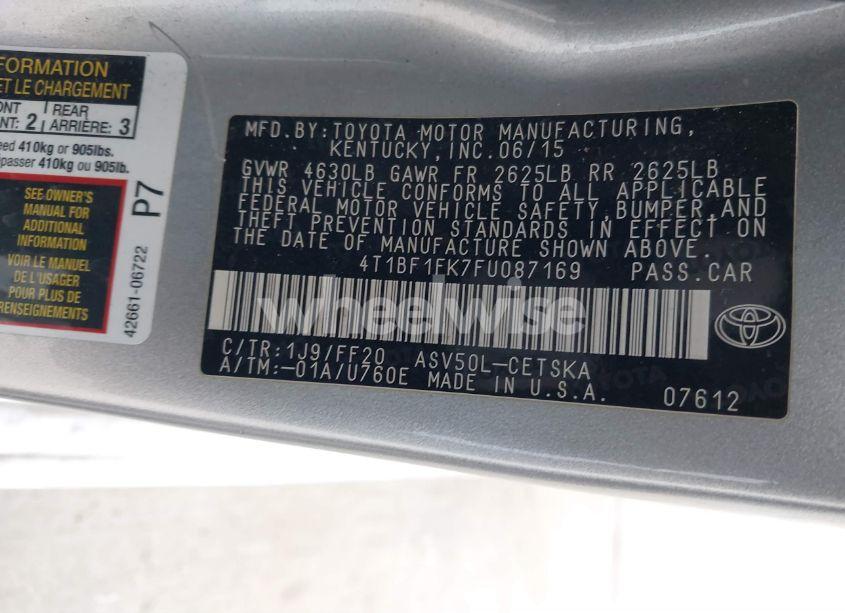 FORMATION
ET LE CHARGEMENT
ONT
NT: 2
REAR
ARRIÈRE: 3
eed 410kg or 905lbs.
passer 410kg ou 905lb.
SEE OWNER'S
MANUAL FOR
ADDITIONAL
INFORMATION
VOIR LE MANUEL
DE L'USAGER
POUR PLUS DE
RENSEIGNEMENTS
P7
42661-06722
MFD.BY:TOYOTA MOTOR MANUFACTURING,
KENTUCKY,INC.06/15
GVWR 4630LB GAWR FR 2625LB RR 2625LB
THIS VEHICLE CONFORMS TO ALL APPLICABLE
FEDERAL MOTOR VEHICLE SAFETY,BUMPER,AND
THEFT PREVENTION STANDARDS IN EFFECT ON
THE DATE OF MANUFACTURE SHOWN ABOVE.
4T1BF1FK7FU087169 PASS.CAR
wheelwise
C/TR:1J9/FF20 ASV50L-CETSKA
A/TM:-01A/U760E MADE IN U.S.A.
07612